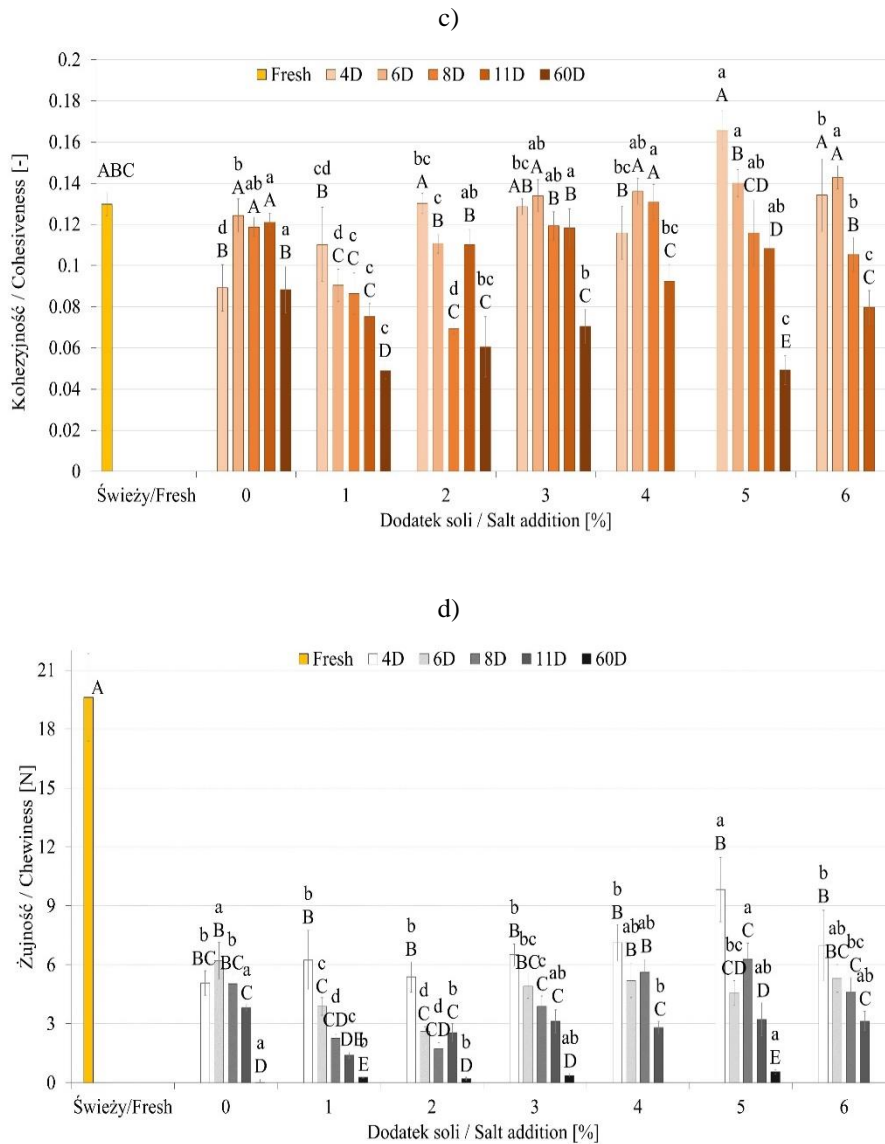 c)
Kohezyjność / Cohesiveness [-]
0.2
0.18
0.16
0.14
0.12
0.1
0.08
0.06
0.04
0.02
0
Fresh 4D 6D 8D 11D 60D
ABC
d
B
b
A
ab
A
a
A
a
B
cd
B
d
C
c
C
c
C
c
D
bc
A
c
B
d
C
ab
B
bc
C
bc
AB
ab
A
ab
B
a
B
b
C
bc
B
ab
A
a
A
bc
C
a
A
a
B
ab
CD
ab
D
c
E
b
A
a
A
b
B
c
C
Świeży/Fresh 0 1 2 3 4 5 6
Dodatek soli / Salt addition [%]
d)
Żujność / Chewiness [N]
21
18
15
12
9
6
3
0
Fresh 4D 6D 8D 11D 60D
A
b
BC
a
B
b
BC
a
C
a
D
b
B
c
C
d
CD
c
DE
b
E
b
B
d
C
d
CD
b
C
b
D
b
B
bc
BC
c
C
ab
C
ab
D
b
B
ab
B
ab
B
b
C
a
B
bc
CD
a
C
ab
D
a
E
b
B
ab
BC
bc
C
ab
C
Świeży/Fresh 0 1 2 3 4 5 6
Dodatek soli / Salt addition [%]